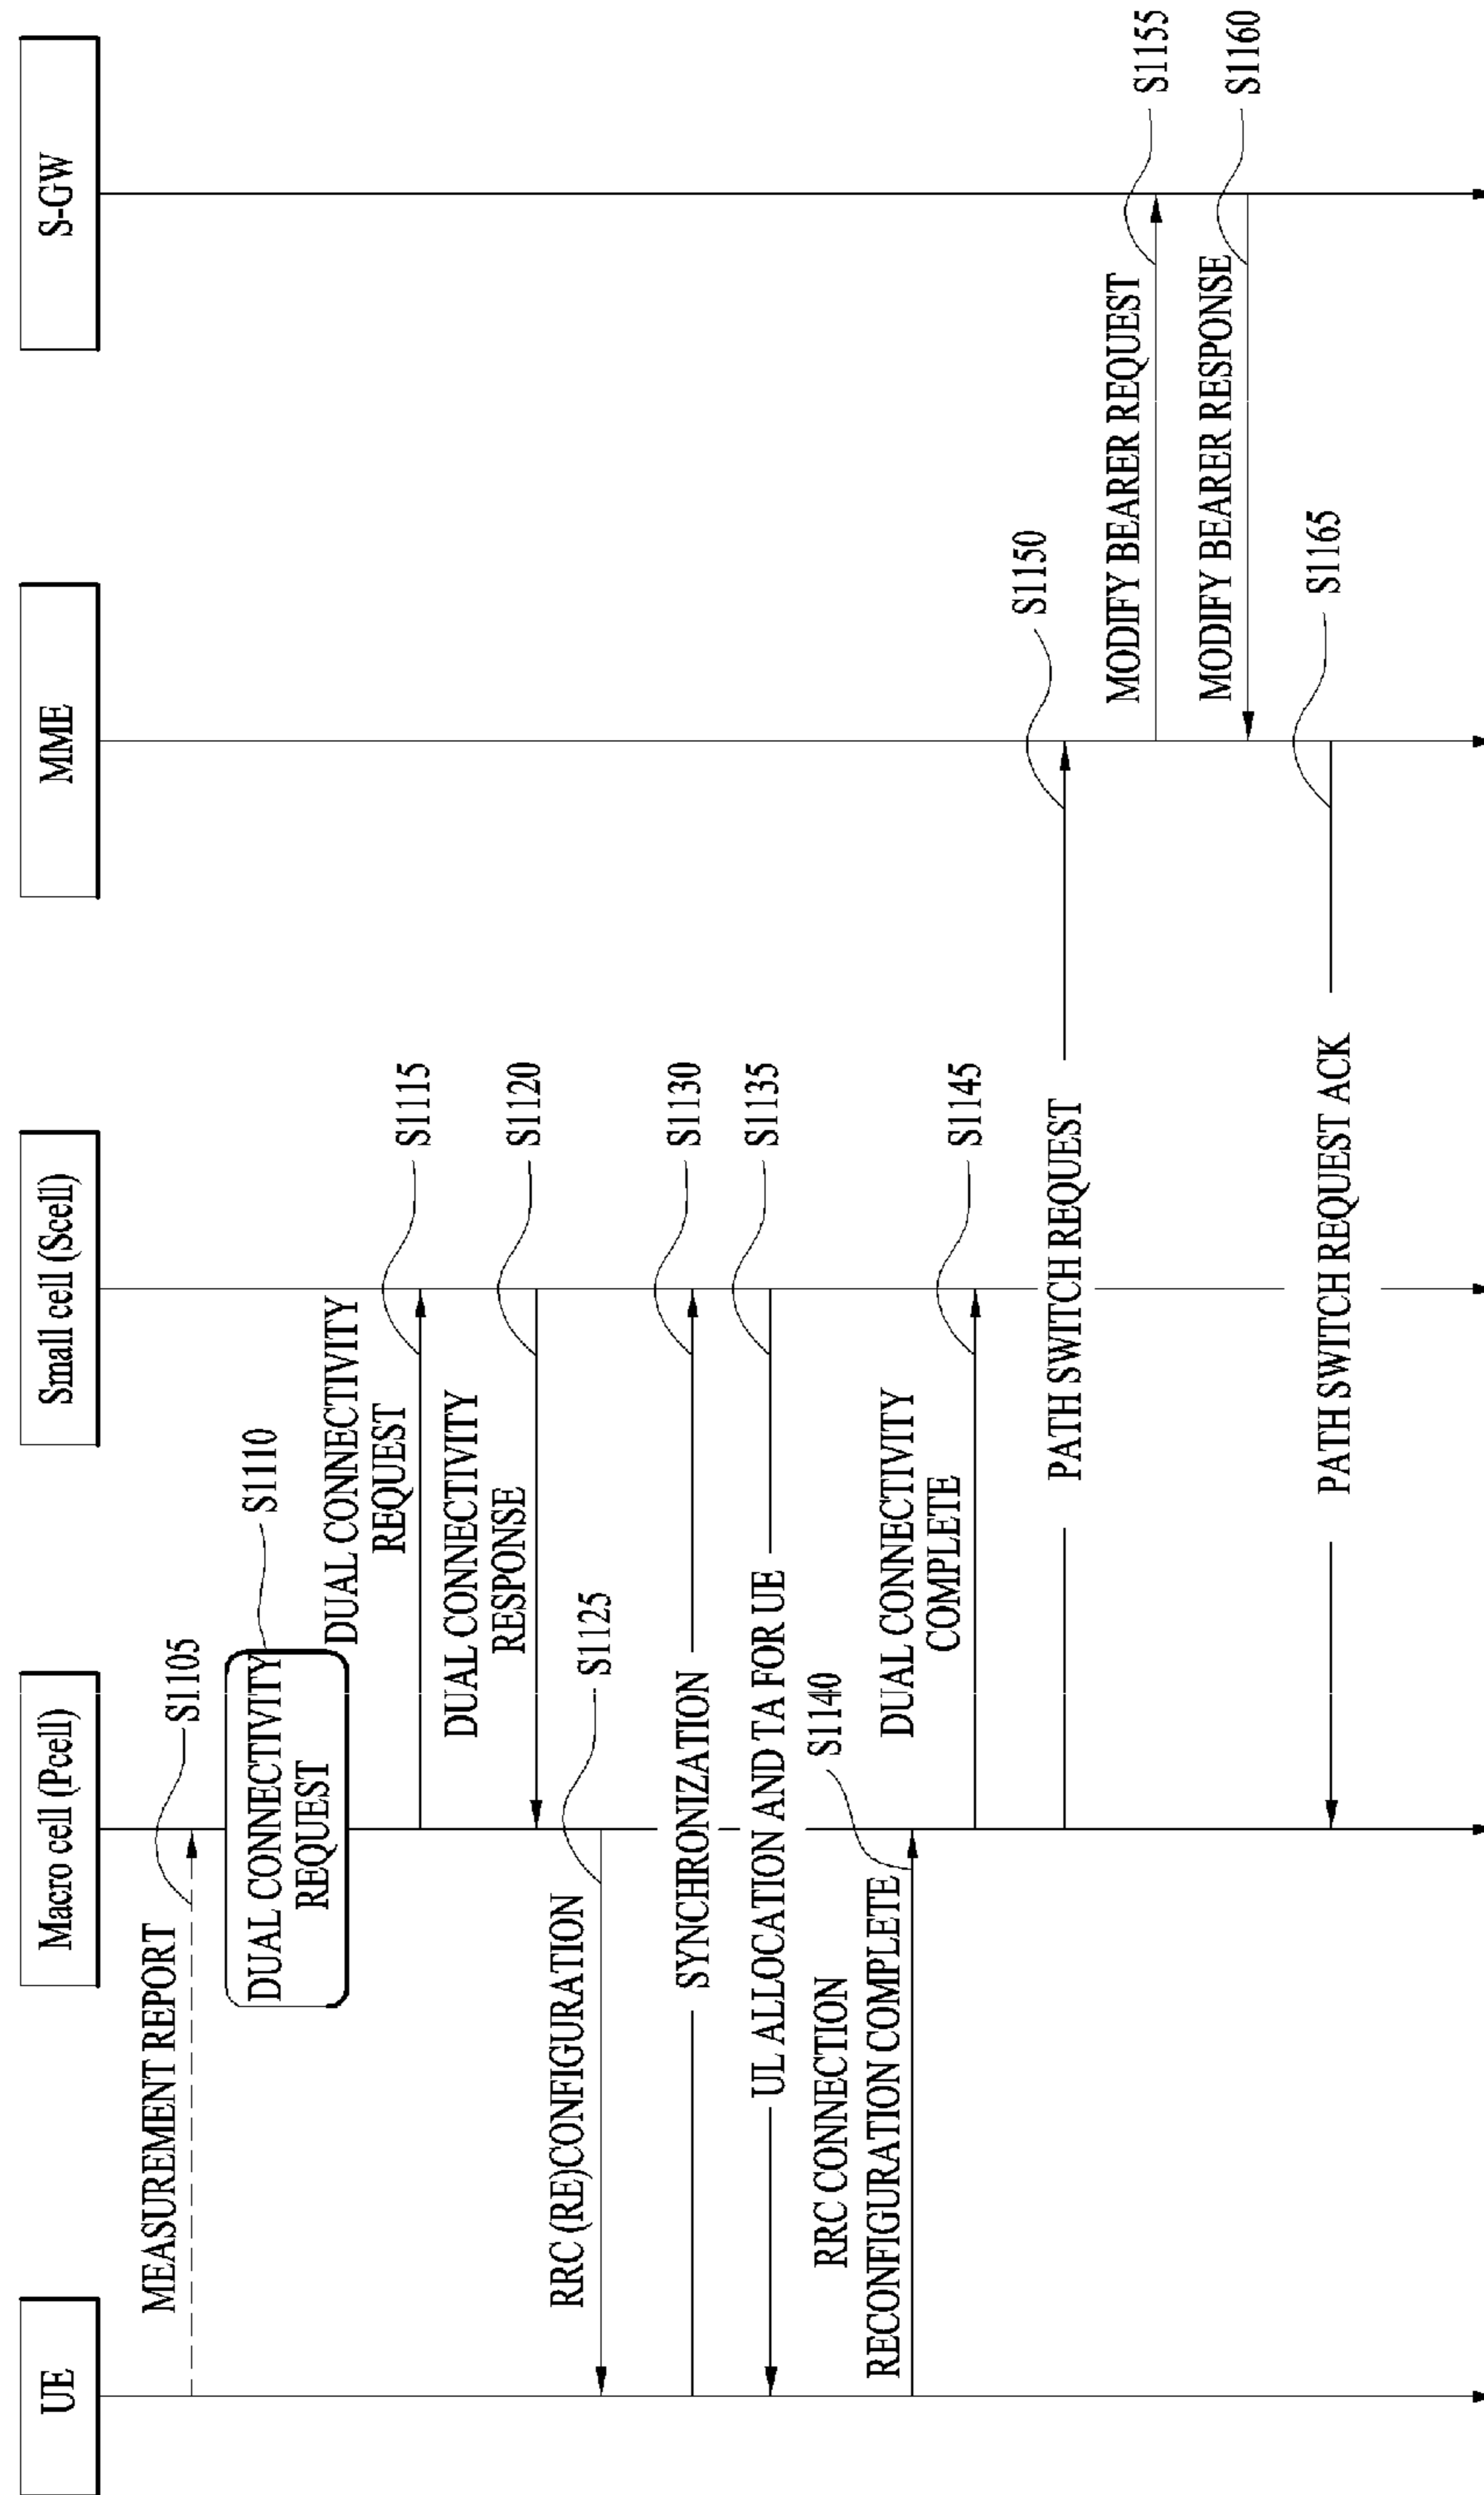 UE
Macro cell (Pcell)
Small cell (Scell)
MME
S-GW
MEASUREMENT REPORT
S1105
DUAL CONNECTIVITY
REQUEST
S1110
DUAL CONNECTIVITY
REQUEST
S1115
DUAL CONNECTIVITY
RESPONSE
S1120
RRC (RE)CONFIGURATION
S1125
SYNCHRONIZATION
S1130
UL ALLOCATION AND TA FOR UE
S1135
RRC CONNECTION
RECONFIGURATION COMPLETE
S1140
DUAL CONNECTIVITY
COMPLETE
S1145
PATH SWITCH REQUEST
S1150
MODIFY BEARER REQUEST
S1155
MODIFY BEARER RESPONSE
S1160
PATH SWITCH REQUEST ACK
S1165